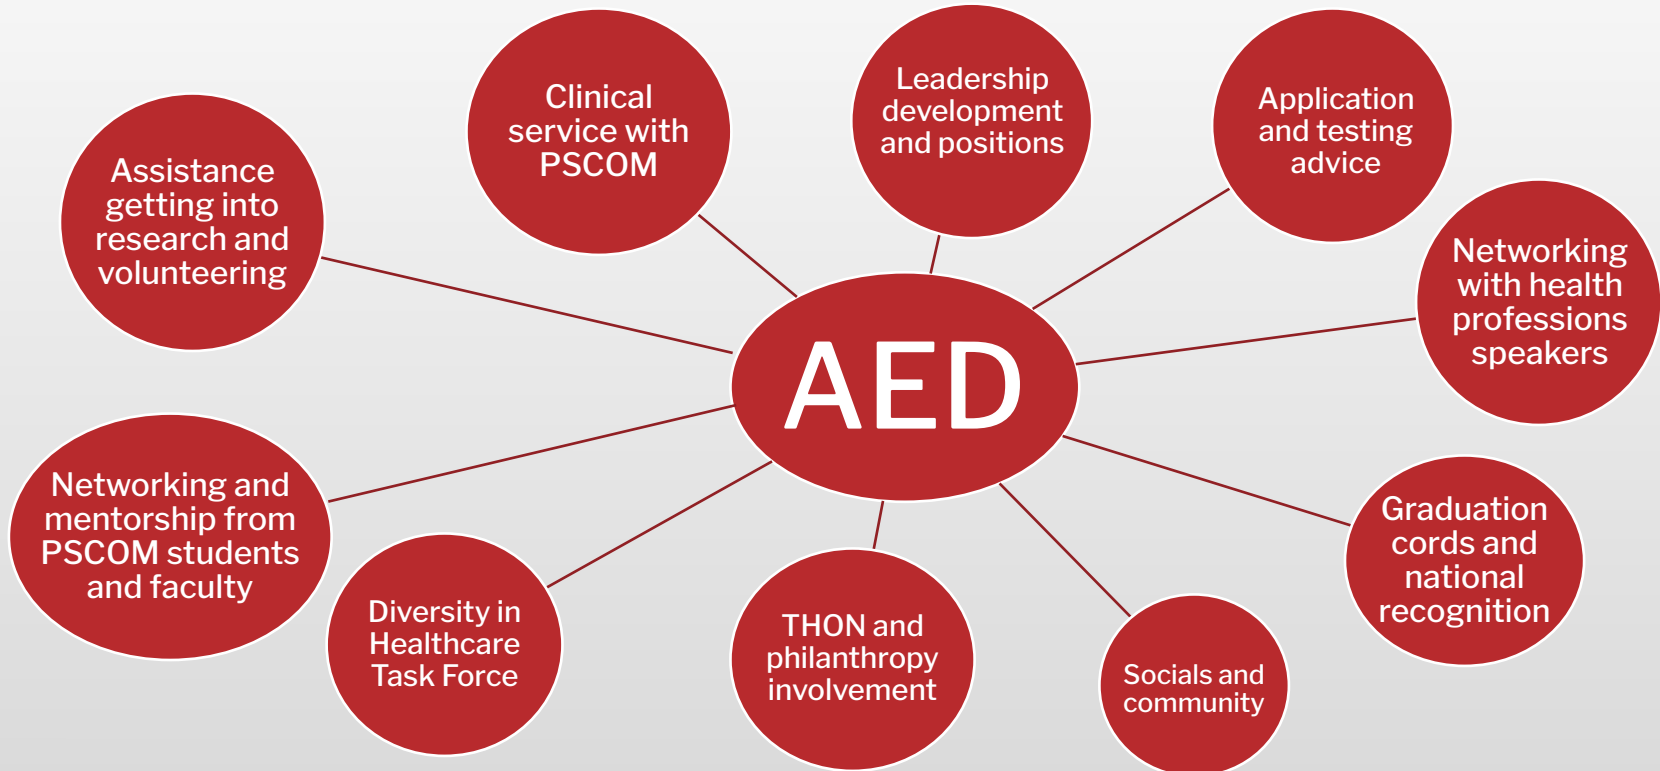 Assistance
getting into
research and
volunteering
Clinical
service with
PSCOM
Leadership
development
and positions
Application
and testing
advice
Networking
with health
professions
speakers
AED
Networking and
mentorship from
PSCOM students
and faculty
Diversity in
Healthcare
Task Force
THON and
philanthropy
involvement
Socials and
community
Graduation
cords and
national
recognition